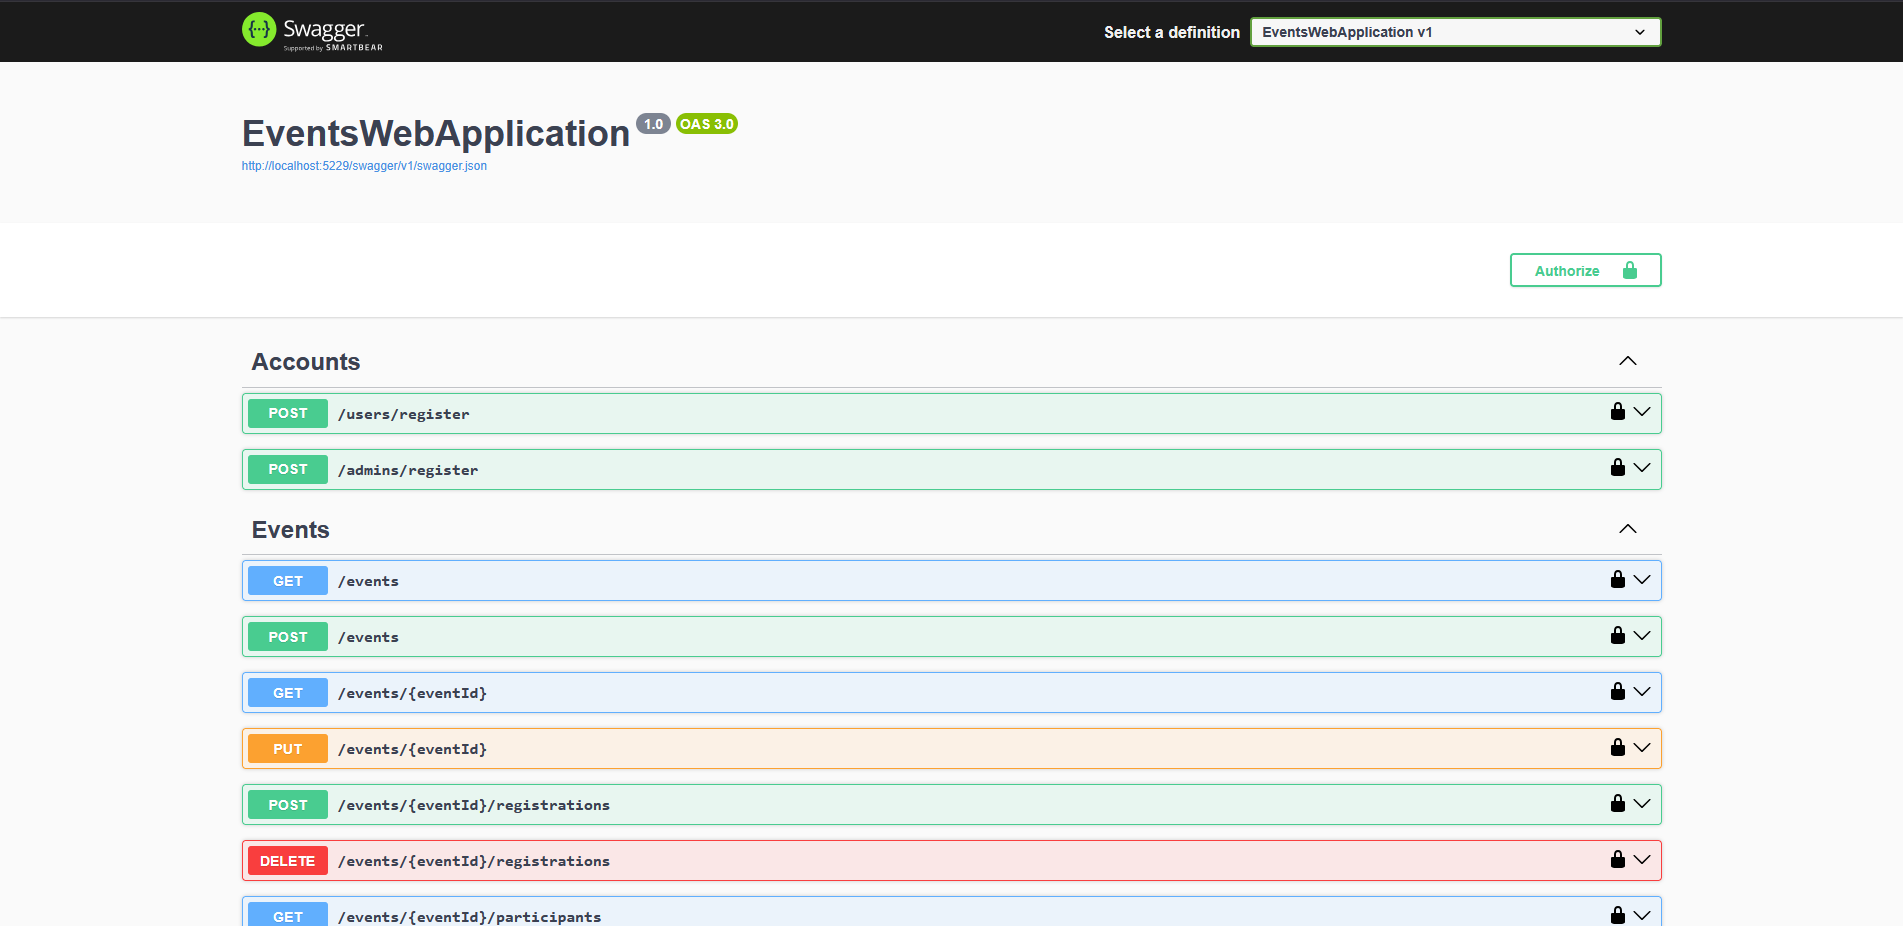 Swagger
Supported by SMARTBEAR
Select a definition
EventsWebApplication v1
EventsWebApplication 1.0 OAS 3.0
http://localhost:5229/swagger/v1/swagger.json
Authorize
Accounts
POST /users/register
POST /admins/register
Events
GET /events
POST /events
GET /events/{eventId}
PUT /events/{eventId}
POST /events/{eventId}/registrations
DELETE /events/{eventId}/registrations
GET /events/{eventId}/participants